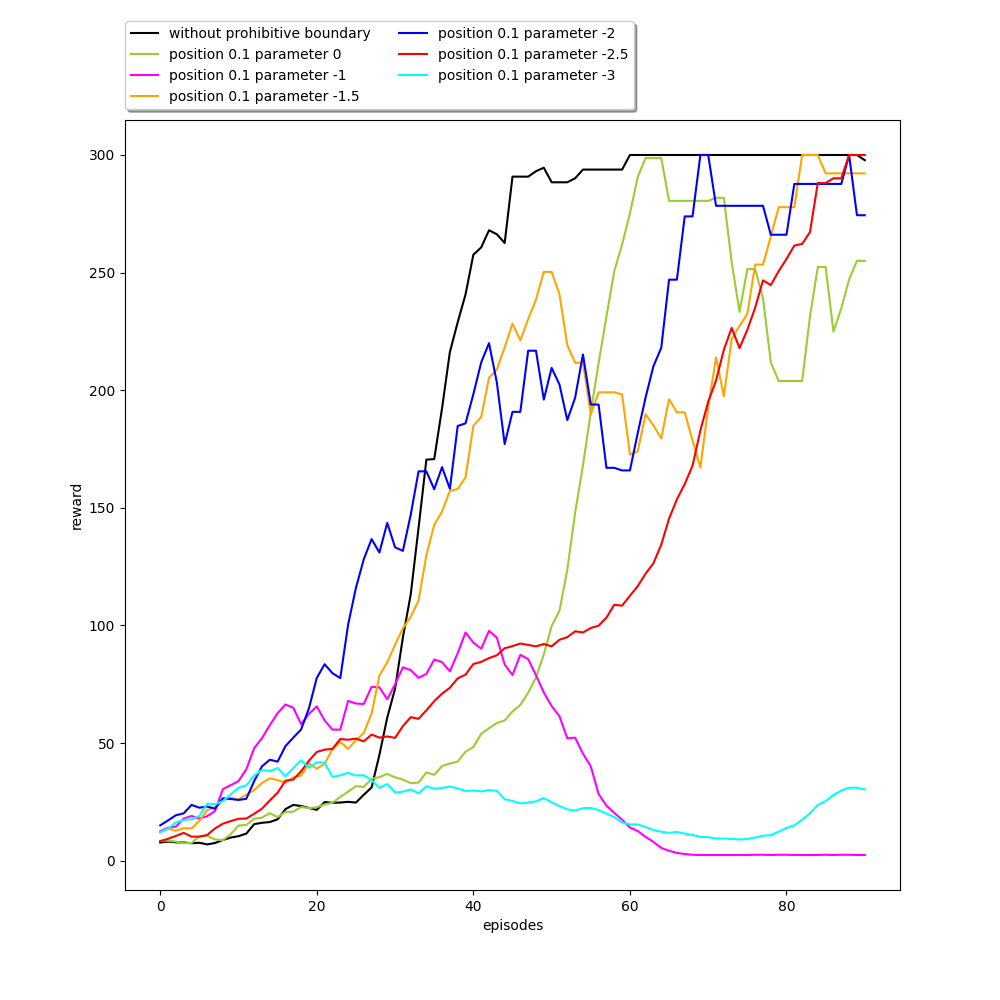 without prohibitive boundary
position 0.1 parameter 0
position 0.1 parameter -1
position 0.1 parameter -1.5
position 0.1 parameter -2
position 0.1 parameter -2.5
position 0.1 parameter -3
300
250
200
150
100
50
0
reward
0 20 40 60 80
episodes